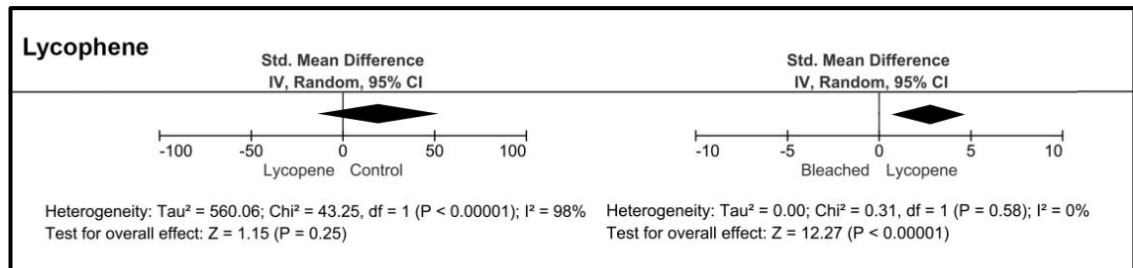 Lycophene
Std. Mean Difference
IV, Random, 95% CI
-100 -50 0 50 100
Lycopene Control
Heterogeneity: Tau² = 560.06; Chi² = 43.25, df = 1 (P < 0.00001); I² = 98%
Test for overall effect: Z = 1.15 (P = 0.25)
Std. Mean Difference
IV, Random, 95% CI
-10 -5 0 5 10
Bleached Lycopene
Heterogeneity: Tau² = 0.00; Chi² = 0.31, df = 1 (P = 0.58); I² = 0%
Test for overall effect: Z = 12.27 (P < 0.00001)